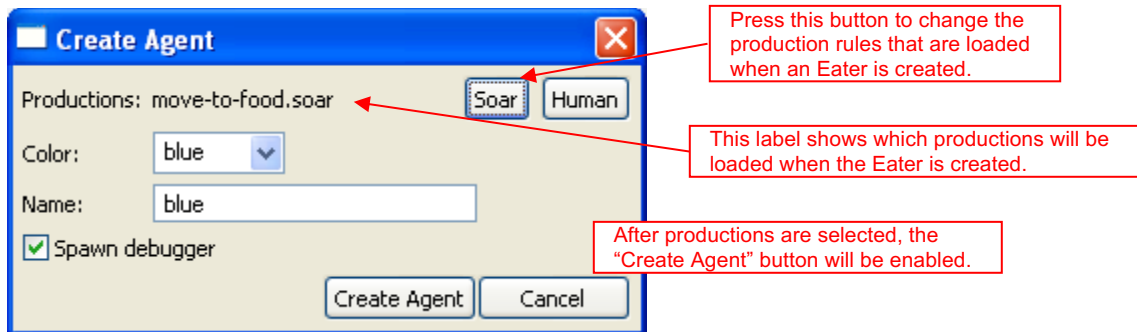 Create Agent
Press this button to change the
production rules that are loaded
when an Eater is created.
Productions: move-to-food.soar
Soar
Human
This label shows which productions will be
loaded when the Eater is created.
Color:
blue
Name:
blue
Spawn debugger
After productions are selected, the
“Create Agent” button will be enabled.
Create Agent
Cancel